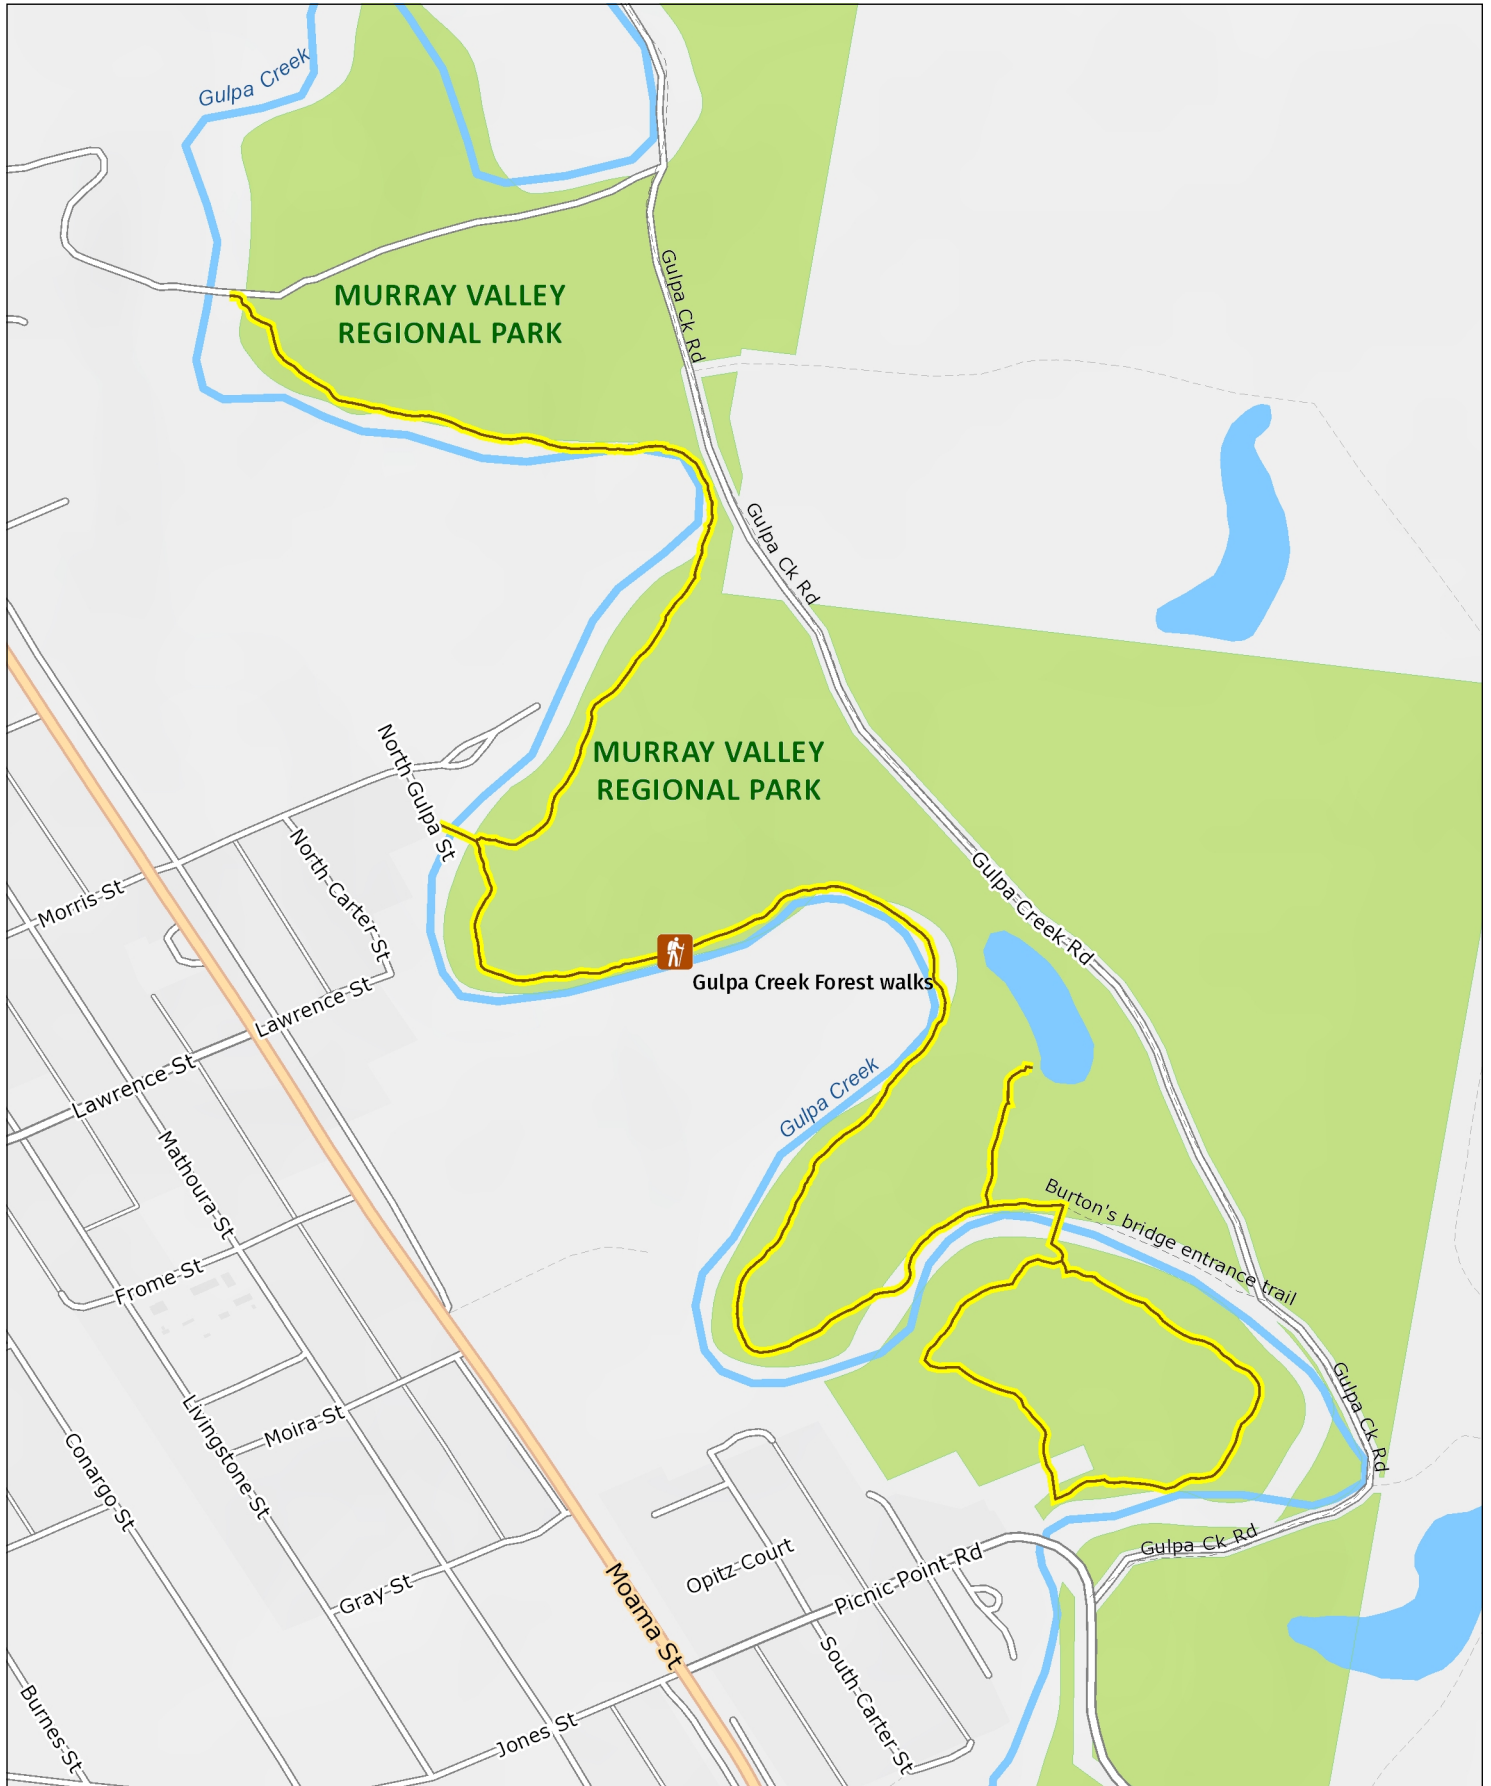 Gulpa Creek
MURRAY VALLEY
REGIONAL PARK
Gulpa Ck Rd
Gulpa Ck Rd
North Gulpa St
MURRAY VALLEY
REGIONAL PARK
North Carter St
Morris St
Gulpa Creek Rd
Gulpa Creek Forest walks
Lawrence St
Lawrence St
Gulpa Creek
Mathoura St
Burton's bridge entrance trail
Frome St
Gulpa Ck Rd
Livingstone St
Moira St
Conargo St
Gulpa Ck Rd
Opitz Court
Picnic Point Rd
Gray St
Moama St
South Carter St
Burnes St
Jones St